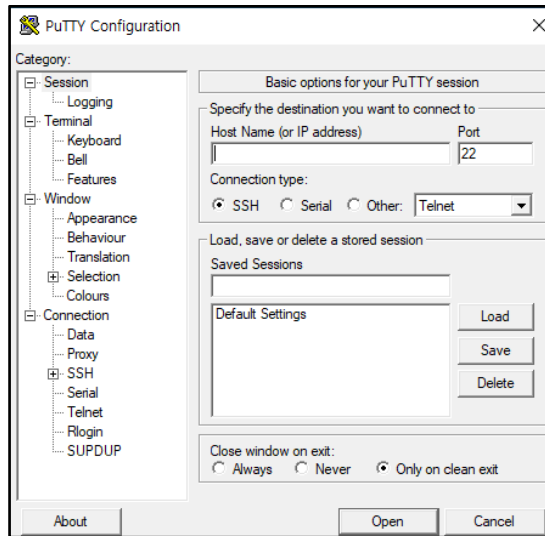 PuTTY Configuration
Category:
Session
Logging
Terminal
Keyboard
Bell
Features
Window
Appearance
Behaviour
Translation
Selection
Colours
Connection
Data
Proxy
SSH
Serial
Telnet
Rlogin
SUPDUP
Basic options for your PuTTY session
Specify the destination you want to connect to
Host Name (or IP address) Port
22
Connection type:
SSH Serial Other: Telnet
Load, save or delete a stored session
Saved Sessions
Default Settings
Load
Save
Delete
Close window on exit:
Always Never Only on clean exit
About Open Cancel